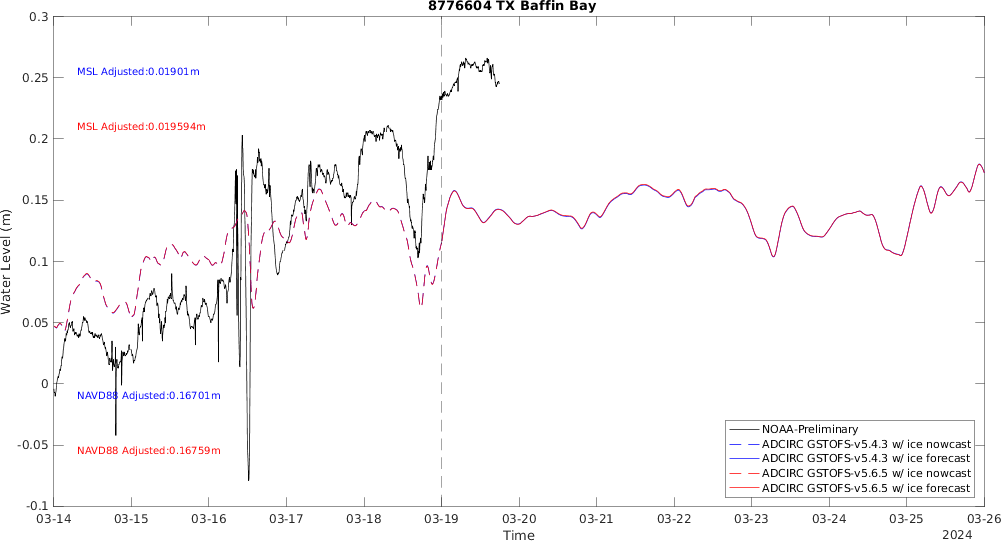 8776604 TX Baffin Bay
0.3
0.25
0.2
0.15
0.1
0.05
0
-0.05
-0.1
Water Level (m)
MSL Adjusted:0.01901m
MSL Adjusted:0.019594m
NAVD88 Adjusted:0.16701m
NAVD88 Adjusted:0.16759m
NOAA-Preliminary
ADCIRC GSTOFS-v5.4.3 w/ ice nowcast
ADCIRC GSTOFS-v5.4.3 w/ ice forecast
ADCIRC GSTOFS-v5.6.5 w/ ice nowcast
ADCIRC GSTOFS-v5.6.5 w/ ice forecast
03-14 03-15 03-16 03-17 03-18 03-19 03-20 03-21 03-22 03-23 03-24 03-25 03-26
Time
2024